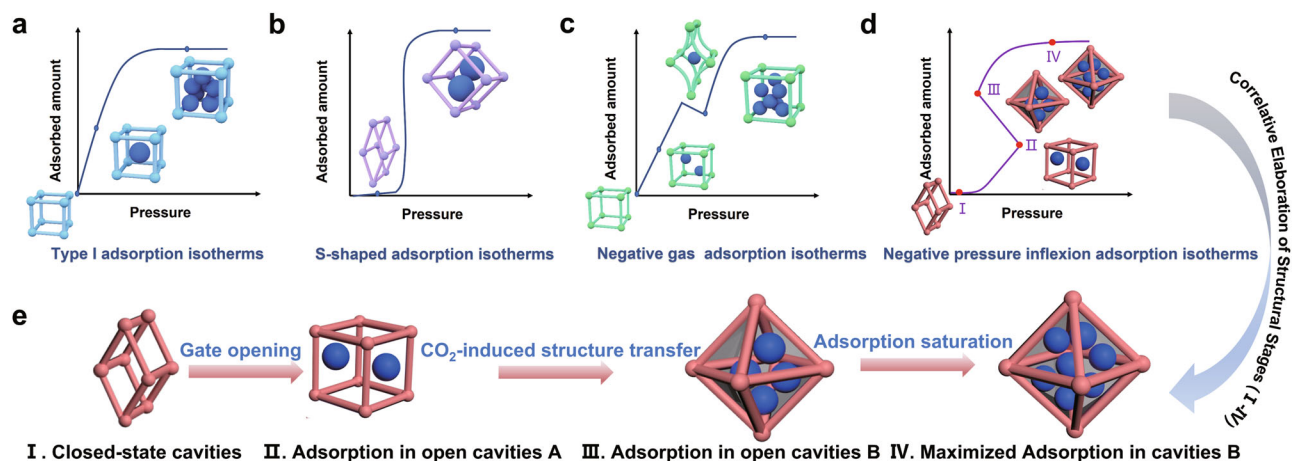 a
Adsorbed amount
Pressure
Type I adsorption isotherms
b
Adsorbed amount
Pressure
S-shaped adsorption isotherms
c
Adsorbed amount
Pressure
Negative gas adsorption isotherms
d
Adsorbed amount
Pressure
Ⅰ
Ⅱ
Ⅲ
Ⅳ
Negative pressure inflexion adsorption isotherms
Correlative Elaboration of Structural Stages (Ⅰ-Ⅳ)
e
Gate opening
CO₂-induced structure transfer
Adsorption saturation
Ⅰ. Closed-state cavities
Ⅱ. Adsorption in open cavities A
Ⅲ. Adsorption in open cavities B
Ⅳ. Maximized Adsorption in cavities B